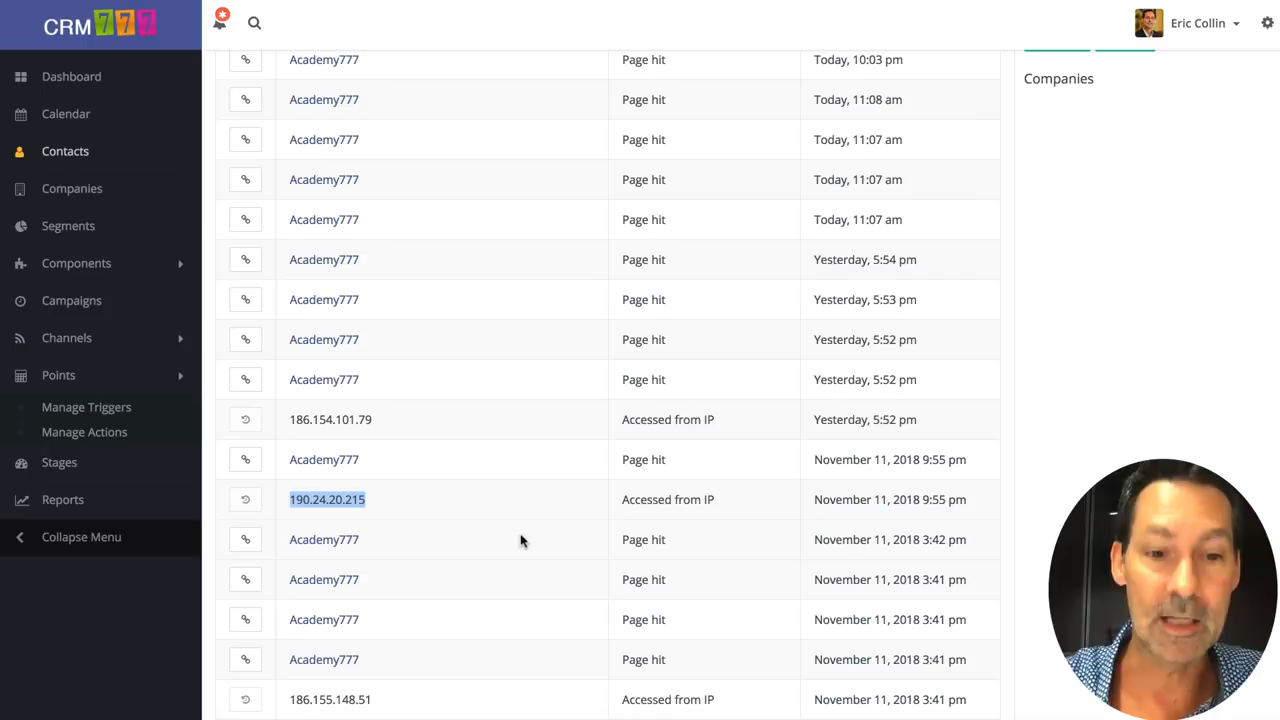 CRM777
Eric Collin
Dashboard
Calendar
Contacts
Companies
Segments
Components
Campaigns
Channels
Points
Manage Triggers
Manage Actions
Stages
Reports
Collapse Menu
Academy777 Page hit Today, 10:03 pm
Academy777 Page hit Today, 11:08 am
Academy777 Page hit Today, 11:07 am
Academy777 Page hit Today, 11:07 am
Academy777 Page hit Today, 11:07 am
Academy777 Page hit Yesterday, 5:54 pm
Academy777 Page hit Yesterday, 5:53 pm
Academy777 Page hit Yesterday, 5:52 pm
Academy777 Page hit Yesterday, 5:52 pm
186.154.101.79 Accessed from IP Yesterday, 5:52 pm
Academy777 Page hit November 11, 2018 9:55 pm
190.24.20.215 Accessed from IP November 11, 2018 9:55 pm
Academy777 Page hit November 11, 2018 3:42 pm
Academy777 Page hit November 11, 2018 3:41 pm
Academy777 Page hit November 11, 2018 3:41 pm
Academy777 Page hit November 11, 2018 3:41 pm
186.155.148.51 Accessed from IP November 11, 2018 3:41 pm
Companies